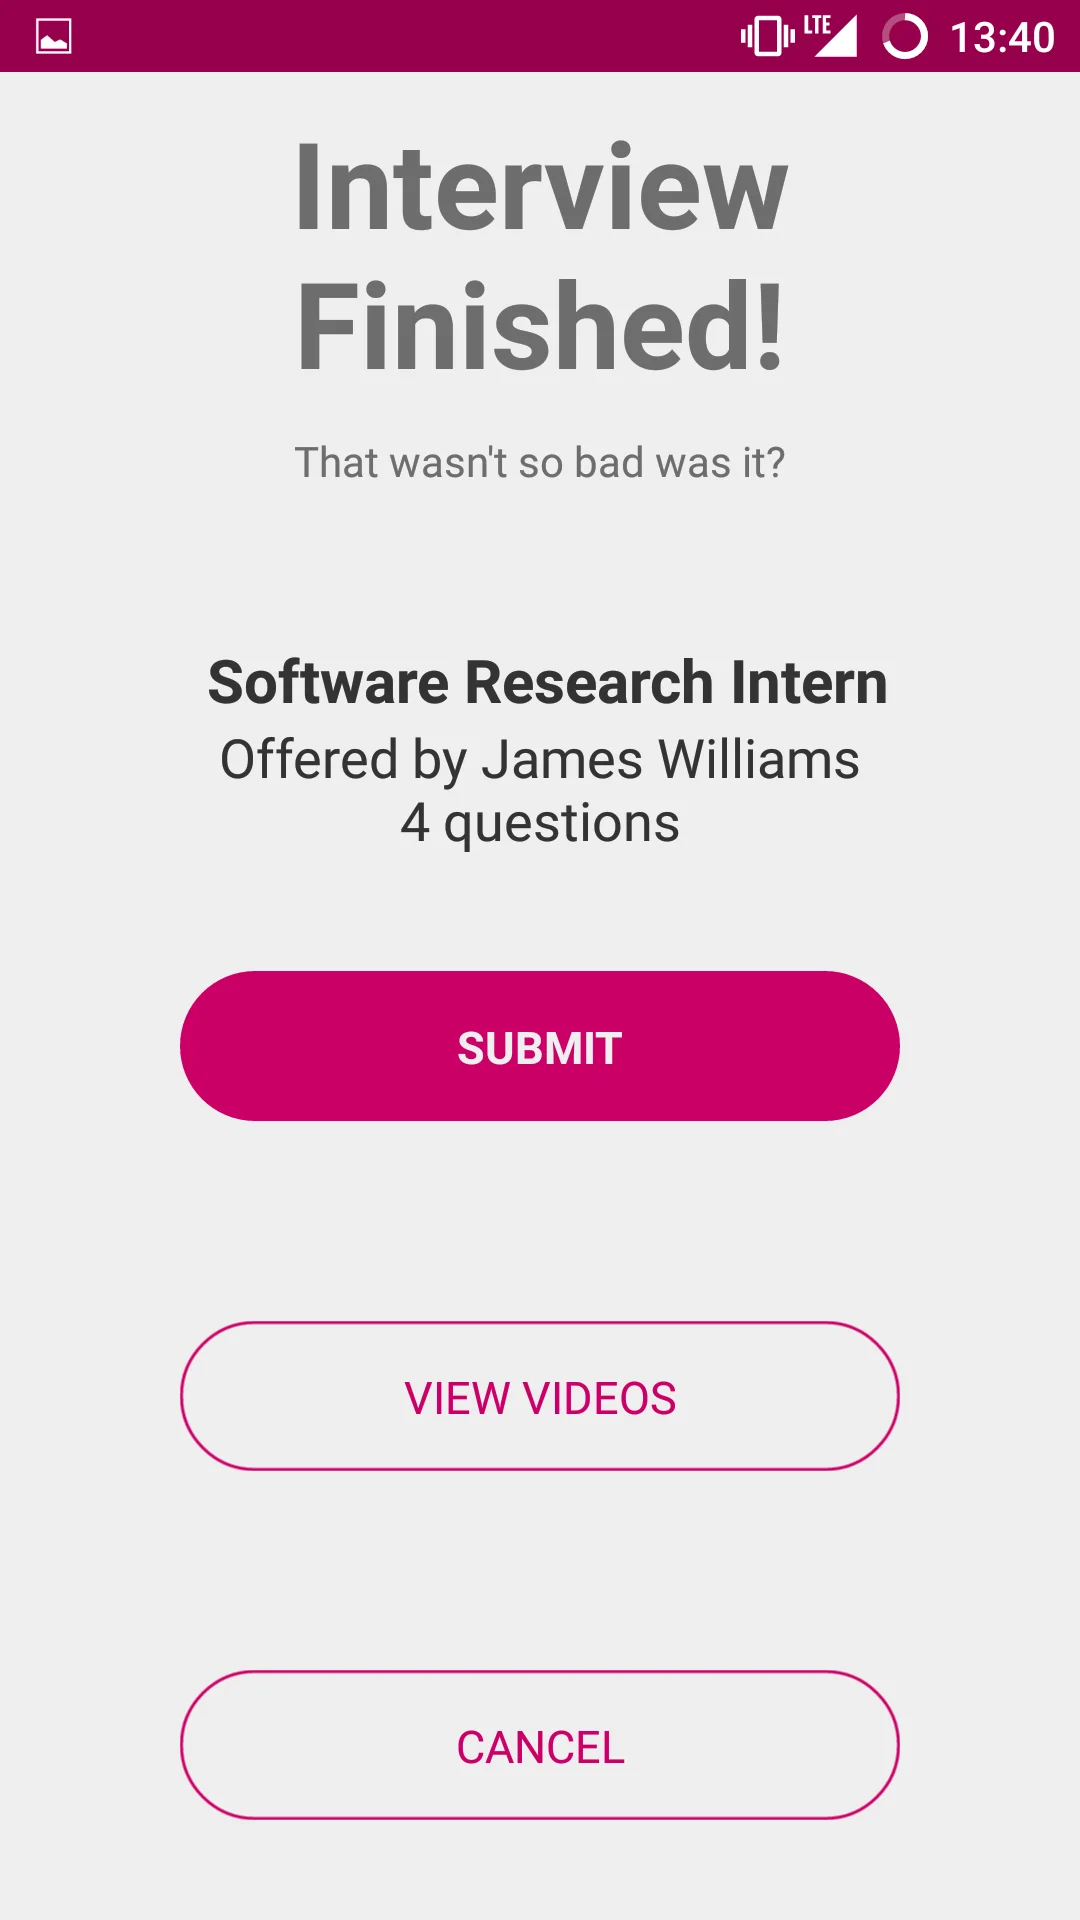 LTE 13:40
Interview
Finished!
That wasn't so bad was it?
Software Research Intern
Offered by James Williams
4 questions
SUBMIT
VIEW VIDEOS
CANCEL